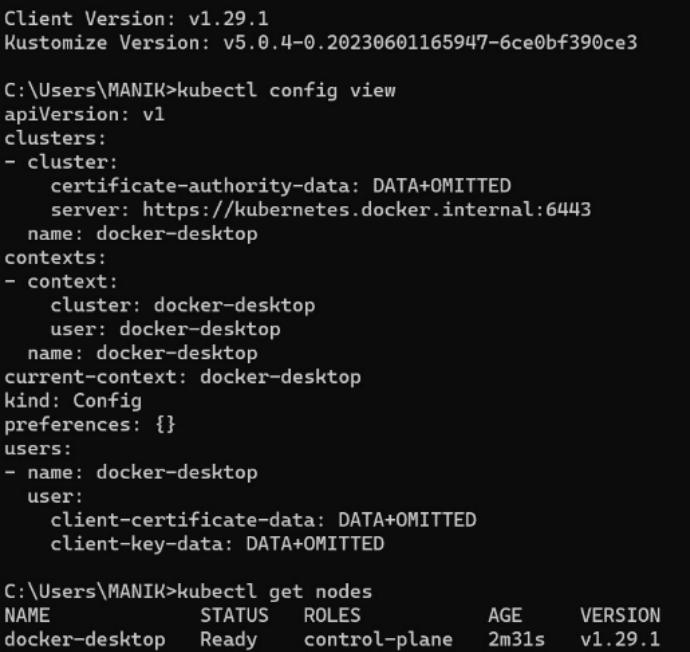 Client Version: v1.29.1
Kustomize Version: v5.0.4-0.20230601165947-6ce0bf390ce3

C:\Users\MANIK>kubectl config view
apiVersion: v1
clusters:
- cluster:
    certificate-authority-data: DATA+OMITTED
    server: https://kubernetes.docker.internal:6443
  name: docker-desktop
contexts:
- context:
    cluster: docker-desktop
    user: docker-desktop
  name: docker-desktop
current-context: docker-desktop
kind: Config
preferences: {}
users:
- name: docker-desktop
  user:
    client-certificate-data: DATA+OMITTED
    client-key-data: DATA+OMITTED

C:\Users\MANIK>kubectl get nodes
NAME             STATUS   ROLES           AGE     VERSION
docker-desktop   Ready    control-plane   2m31s   v1.29.1